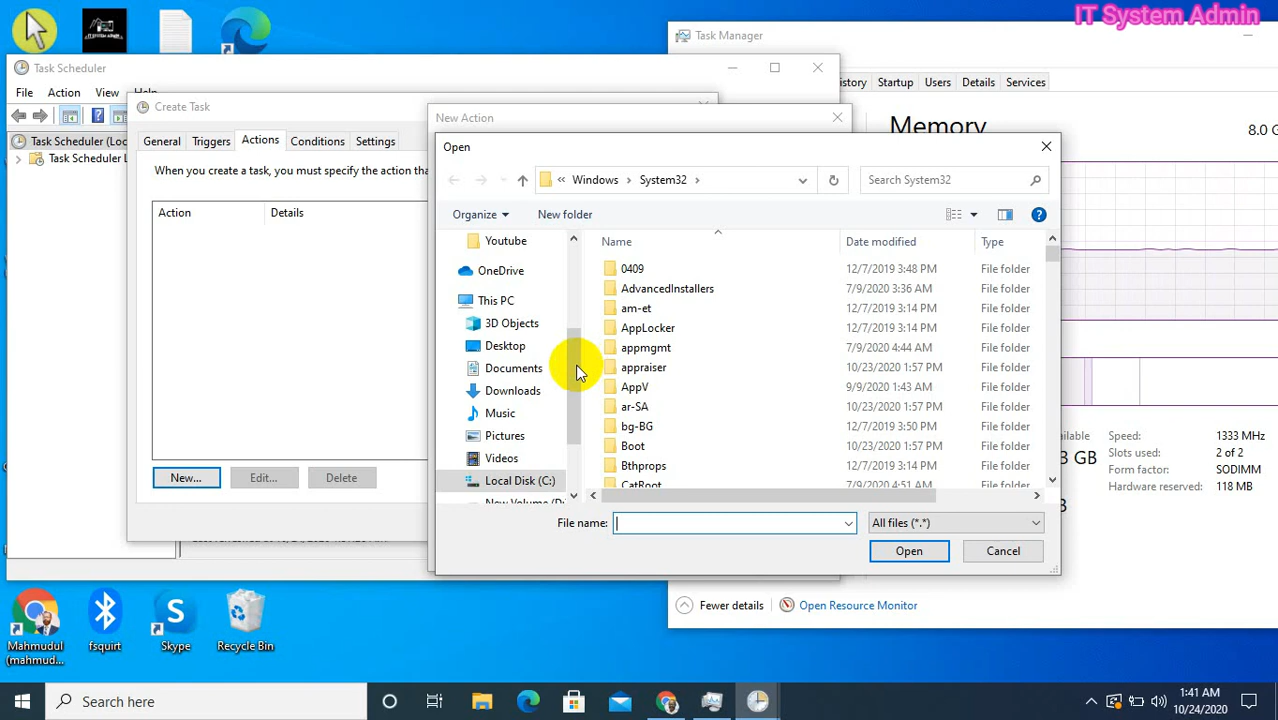 IT System Admin
Task Manager
Task Scheduler
File Action View Help
Create Task
New Action
history Startup Users Details Services
Memory
8.0 G
Task Scheduler (Loc
Task Scheduler L
General Triggers Actions Conditions Settings
When you create a task, you must specify the action tha
Action Details
New... Edit... Delete
Open
« Windows › System32 ›
Search System32
Organize New folder
Name Date modified Type
Youtube
OneDrive
This PC
3D Objects
Desktop
Documents
Downloads
Music
Pictures
Videos
Local Disk (C:)
New Volume (D:
0409 12/7/2019 3:48 PM File folder
AdvancedInstallers 7/9/2020 3:36 AM File folder
am-et 12/7/2019 3:14 PM File folder
AppLocker 12/7/2019 3:14 PM File folder
appmgmt 7/9/2020 4:44 AM File folder
appraiser 10/23/2020 1:57 PM File folder
AppV 9/9/2020 1:43 AM File folder
ar-SA 10/23/2020 1:57 PM File folder
bg-BG 12/7/2019 3:50 PM File folder
Boot 10/23/2020 1:57 PM File folder
Bthprops 12/7/2019 3:14 PM File folder
CatRoot 7/9/2020 4:51 AM File folder
File name:
All files (*.*)
Open Cancel
ailable Speed: 1333 MHz
3 GB Slots used: 2 of 2
Form factor: SODIMM
Hardware reserved: 118 MB
Fewer details Open Resource Monitor
Mahmudul
(mahmud...
fsquirt
Skype
Recycle Bin
Search here
1:41 AM
10/24/2020